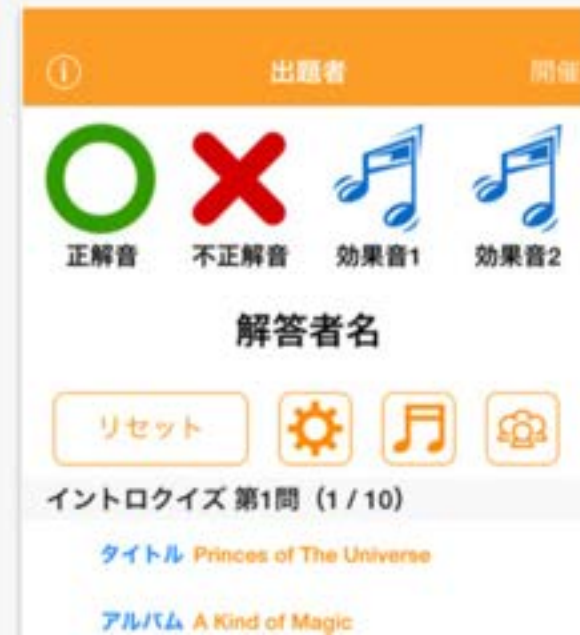 出題者 開催
正解音 不正解音 効果音1 効果音2
解答者名
リセット
イントロクイズ 第1問（1 / 10）
タイトル Princes of The Universe
アルバム A Kind of Magic